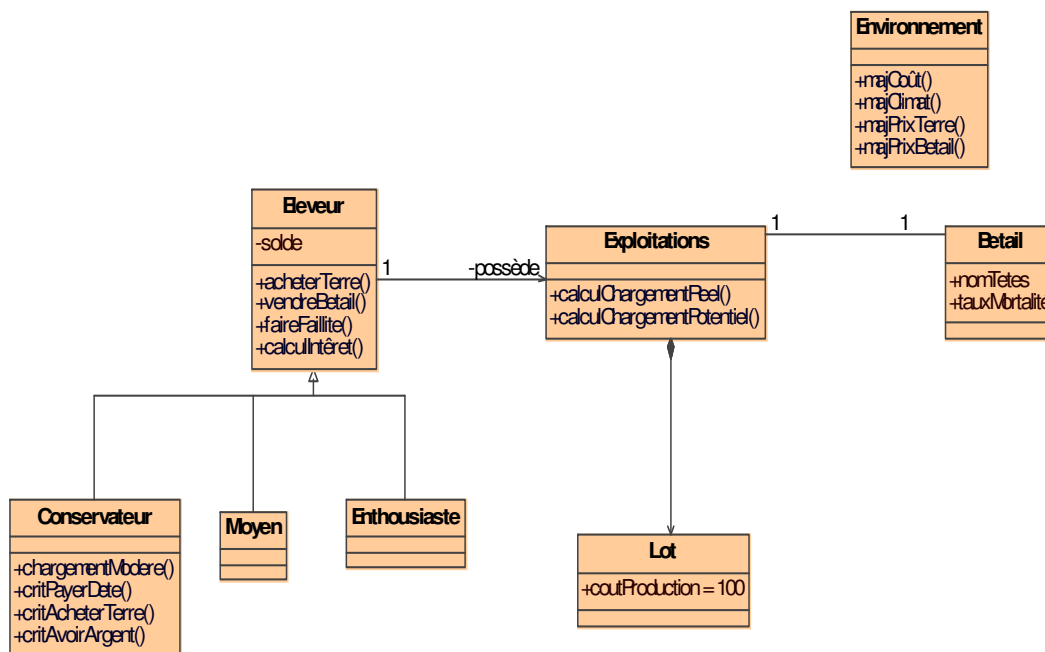 Environnement
+majCoût()
+majClimat()
+majPrixTerre()
+majPrixBetail()
Eleveur
-solde
+acheterTerre()
+vendreBetail()
+faireFaillite()
+calculIntêret()
1
-possède
Exploitations
+calculChargementReel()
+calculChargementPotentiel()
1
1
Betail
+nomTetes
+tauxMortalite
Conservateur
+chargementModere()
+critPayerDete()
+critAcheterTerre()
+critAvoirArgent()
Moyen
Enthousiaste
Lot
+coutProduction = 100